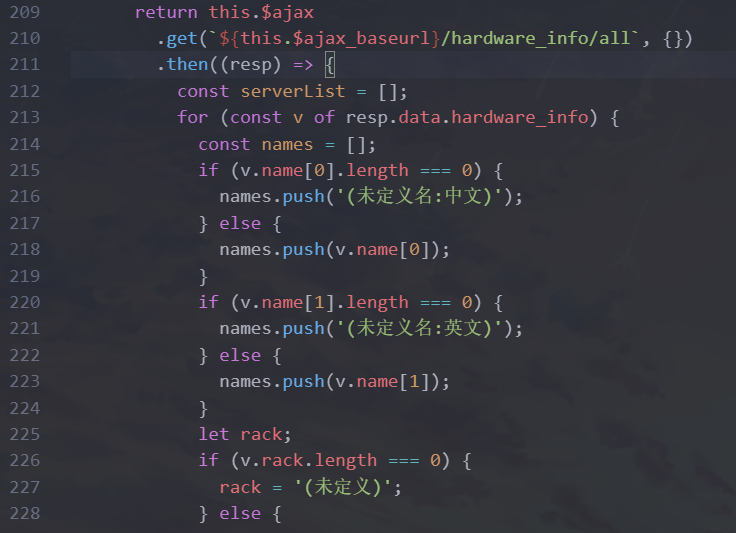 209 return this.$ajax
210 .get(`${this.$ajax_baseurl}/hardware_info/all`, {})
211 .then((resp) => {
212 const serverList = [];
213 for (const v of resp.data.hardware_info) {
214 const names = [];
215 if (v.name[0].length === 0) {
216 names.push('(未定义名:中文)');
217 } else {
218 names.push(v.name[0]);
219 }
220 if (v.name[1].length === 0) {
221 names.push('(未定义名:英文)');
222 } else {
223 names.push(v.name[1]);
224 }
225 let rack;
226 if (v.rack.length === 0) {
227 rack = '(未定义)';
228 } else {